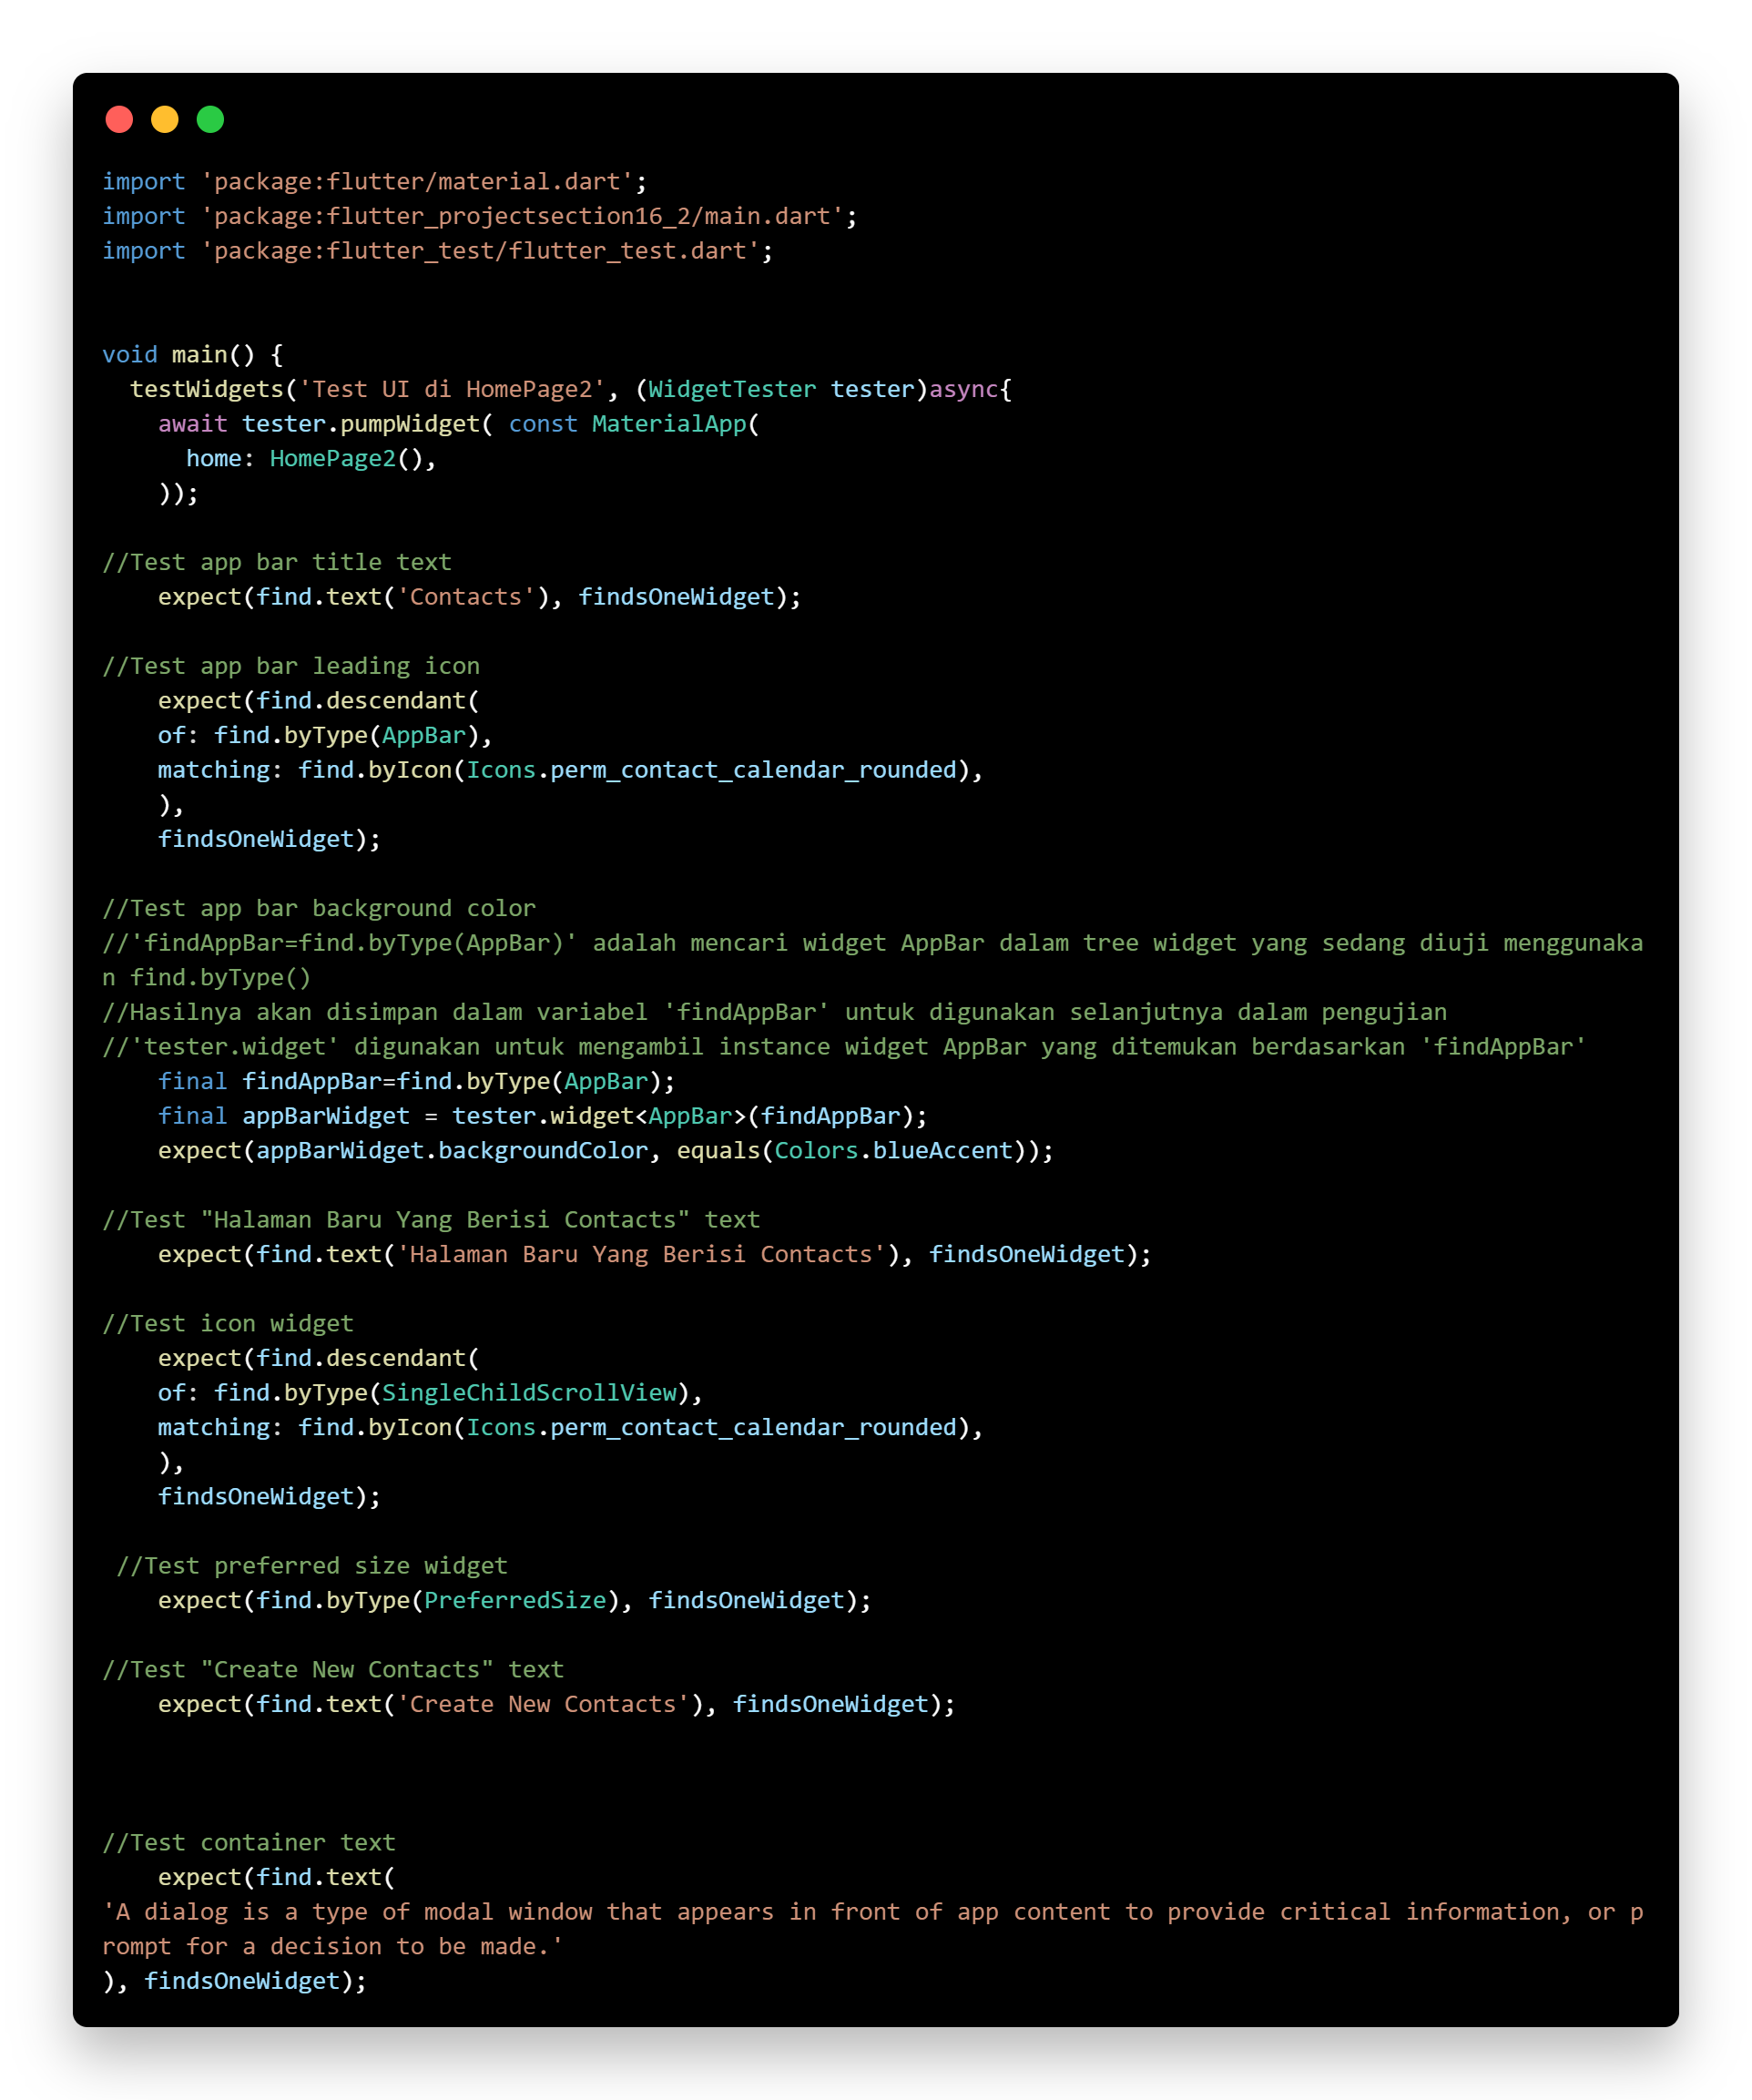 import 'package:flutter/material.dart';
import 'package:flutter_projectsection16_2/main.dart';
import 'package:flutter_test/flutter_test.dart';
void main() {
  testWidgets('Test UI di HomePage2', (WidgetTester tester)async{
    await tester.pumpWidget( const MaterialApp(
      home: HomePage2(),
    ));
//Test app bar title text
    expect(find.text('Contacts'), findsOneWidget);
//Test app bar leading icon
    expect(find.descendant(
    of: find.byType(AppBar),
    matching: find.byIcon(Icons.perm_contact_calendar_rounded),
    ),
    findsOneWidget);
//Test app bar background color
//'findAppBar=find.byType(AppBar)' adalah mencari widget AppBar dalam tree widget yang sedang diuji menggunaka
n find.byType()
//Hasilnya akan disimpan dalam variabel 'findAppBar' untuk digunakan selanjutnya dalam pengujian
//'tester.widget' digunakan untuk mengambil instance widget AppBar yang ditemukan berdasarkan 'findAppBar'
    final findAppBar=find.byType(AppBar);
    final appBarWidget = tester.widget<AppBar>(findAppBar);
    expect(appBarWidget.backgroundColor, equals(Colors.blueAccent));
//Test "Halaman Baru Yang Berisi Contacts" text
    expect(find.text('Halaman Baru Yang Berisi Contacts'), findsOneWidget);
//Test icon widget
    expect(find.descendant(
    of: find.byType(SingleChildScrollView),
    matching: find.byIcon(Icons.perm_contact_calendar_rounded),
    ),
    findsOneWidget);
 //Test preferred size widget
    expect(find.byType(PreferredSize), findsOneWidget);
//Test "Create New Contacts" text
    expect(find.text('Create New Contacts'), findsOneWidget);
//Test container text
    expect(find.text(
'A dialog is a type of modal window that appears in front of app content to provide critical information, or p
rompt for a decision to be made.'
), findsOneWidget);